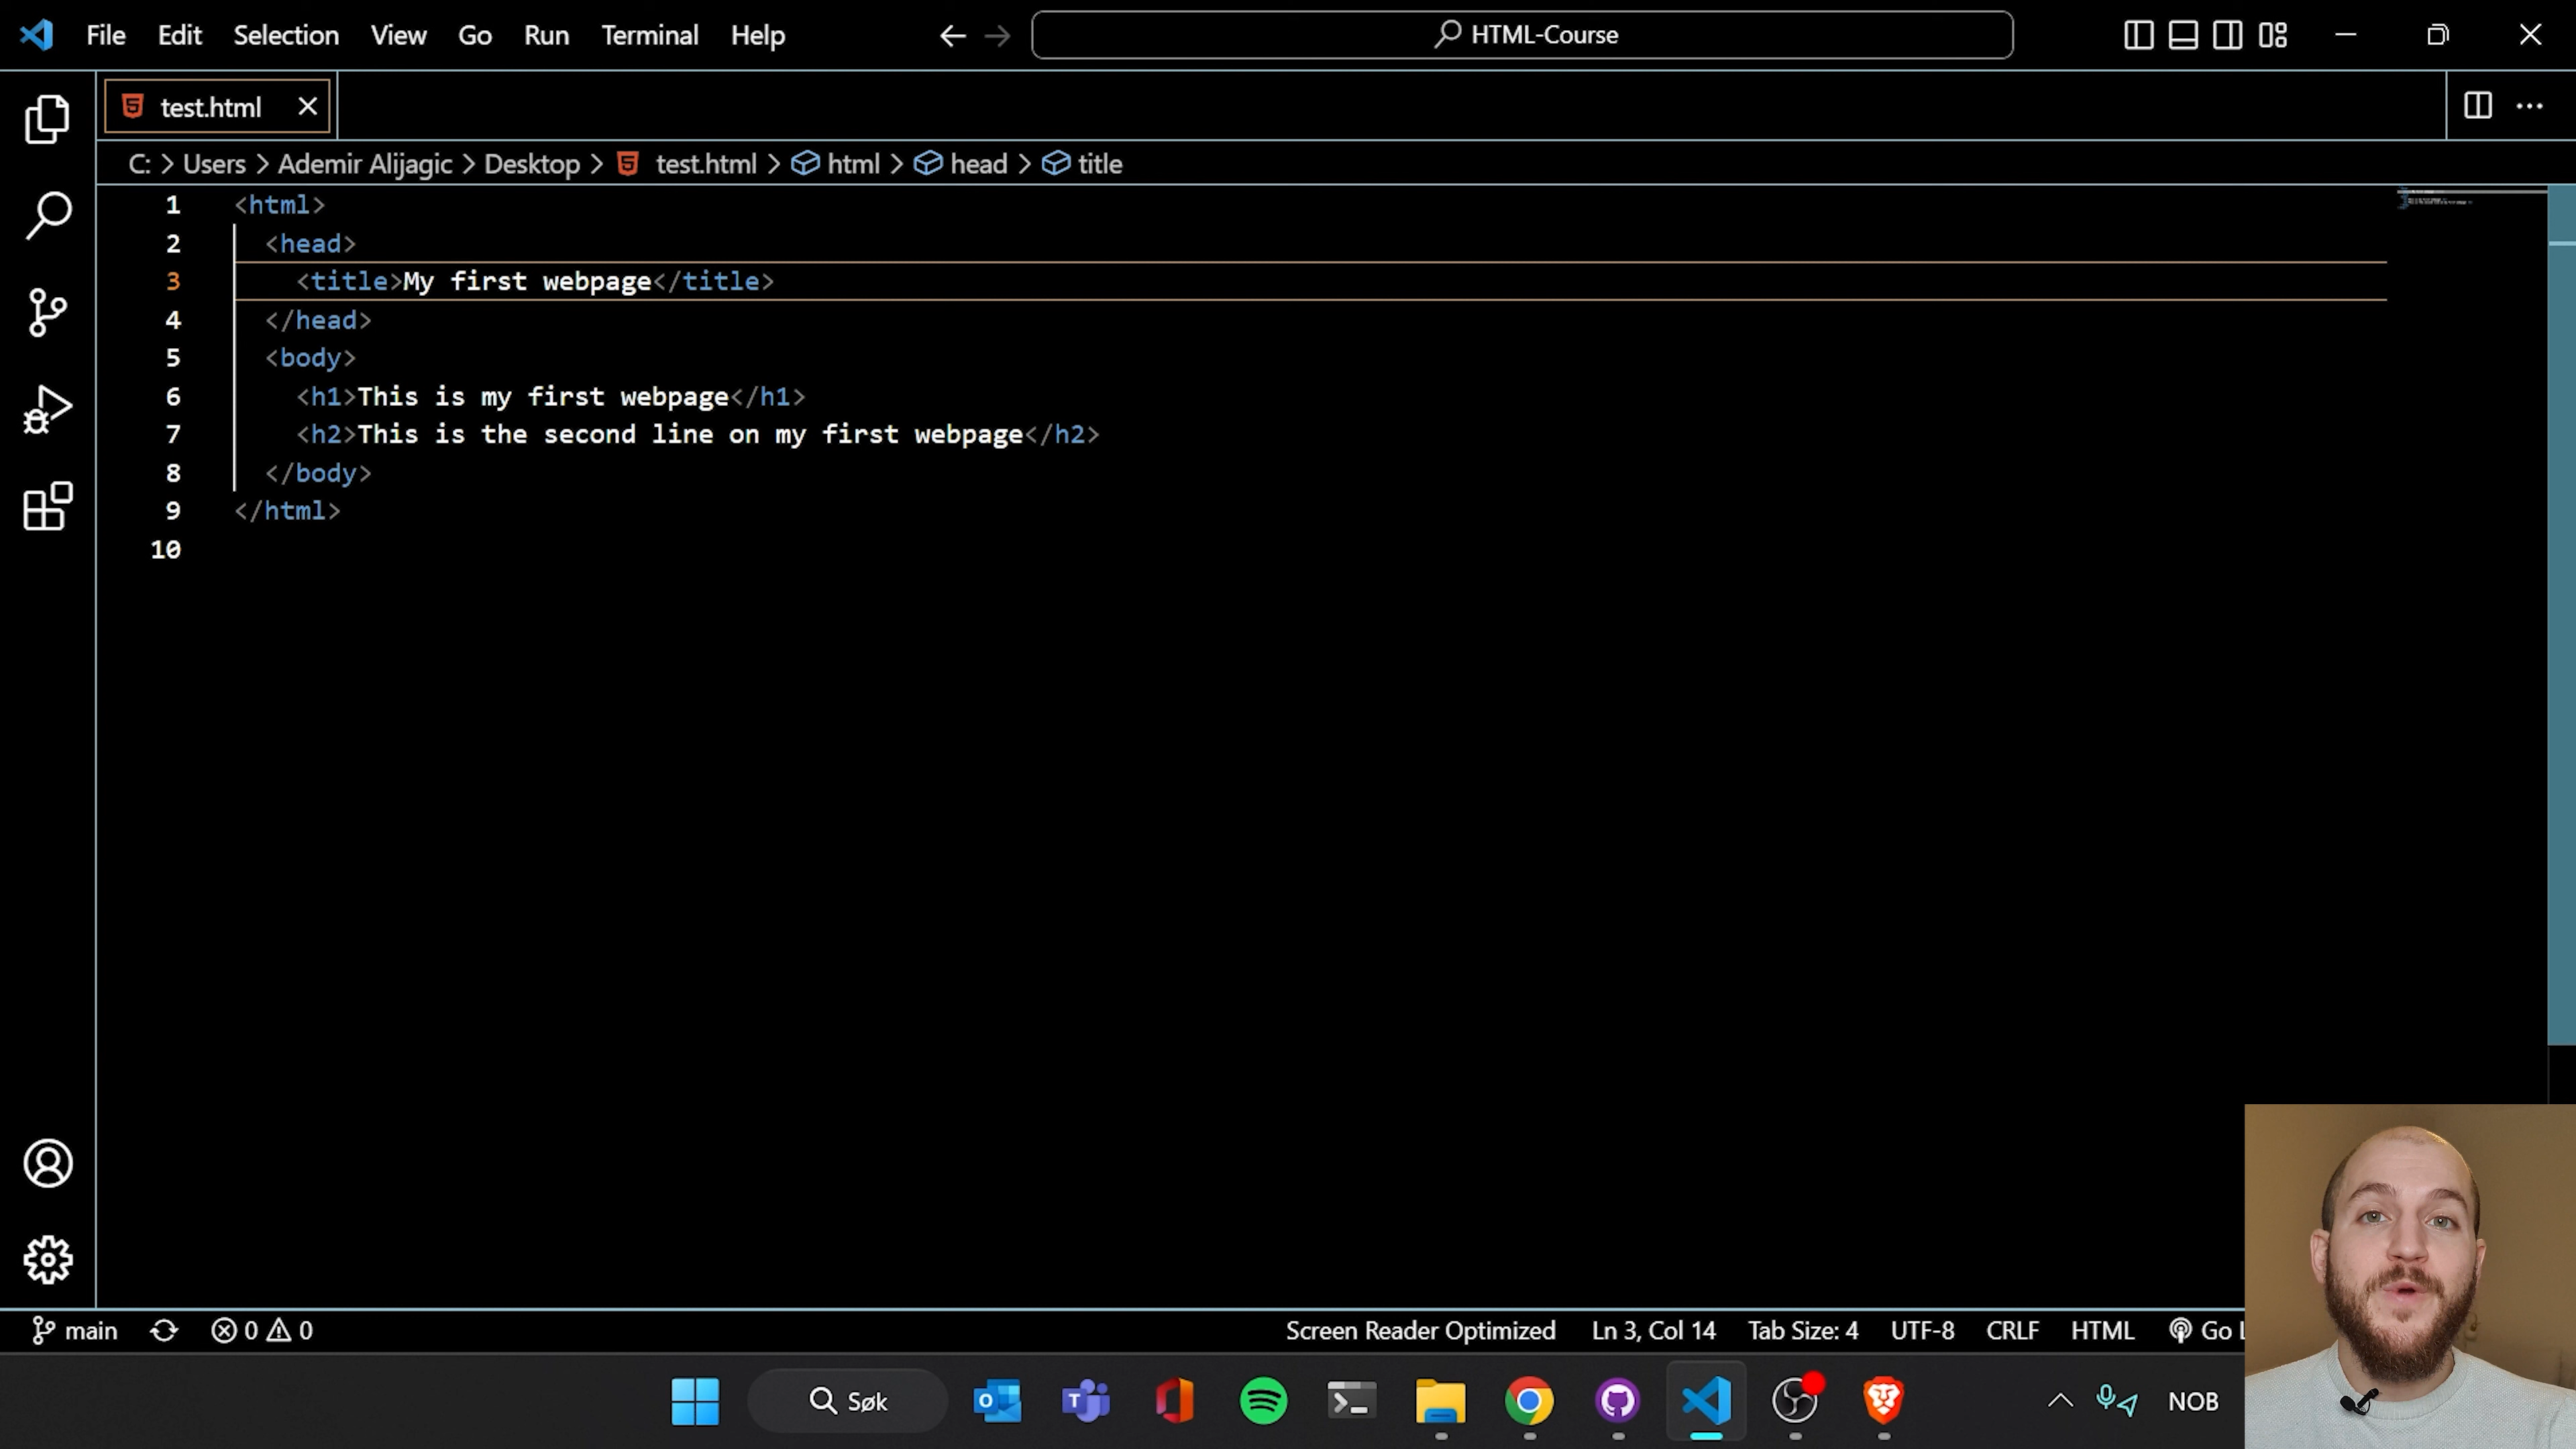 File Edit Selection View Go Run Terminal Help HTML-Course
test.html
C: > Users > Ademir Alijagic > Desktop > test.html > html > head > title
1 <html>
2 <head>
3 <title>My first webpage</title>
4 </head>
5 <body>
6 <h1>This is my first webpage</h1>
7 <h2>This is the second line on my first webpage</h2>
8 </body>
9 </html>
10
main 0 0 Screen Reader Optimized Ln 3, Col 14 Tab Size: 4 UTF-8 CRLF HTML Go
Søk NOB